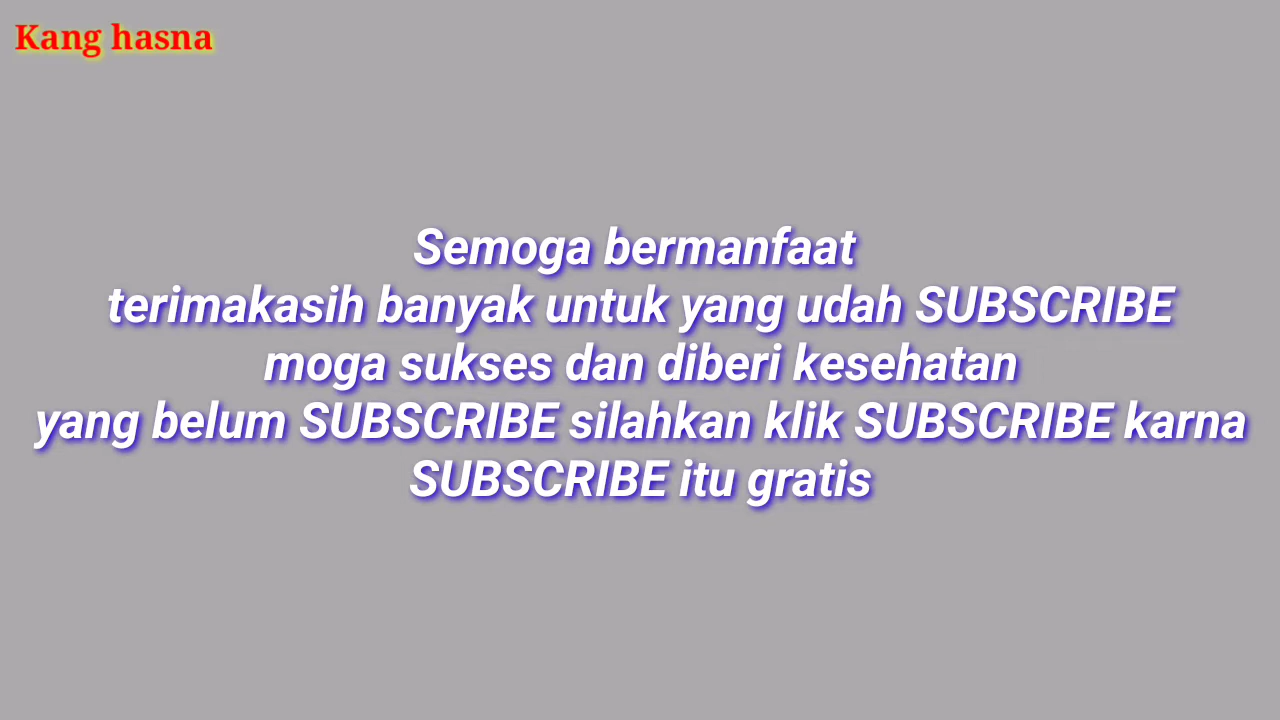 Kang hasna
Semoga bermanfaat
terimakasih banyak untuk yang udah SUBSCRIBE
moga sukses dan diberi kesehatan
yang belum SUBSCRIBE silahkan klik SUBSCRIBE karna
SUBSCRIBE itu gratis